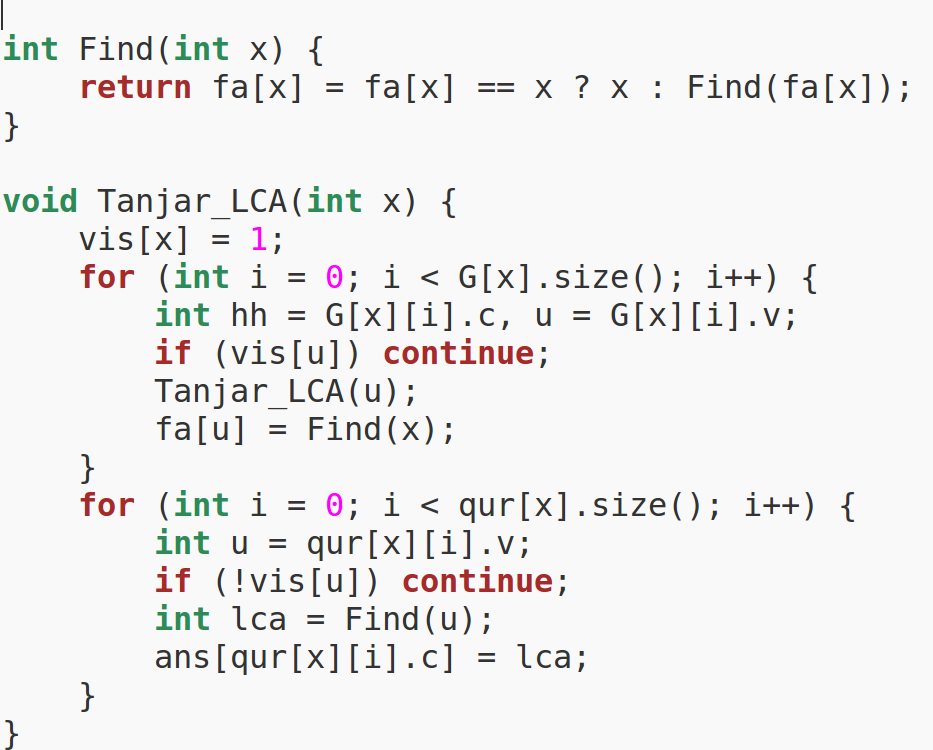 int Find(int x) {
    return fa[x] = fa[x] == x ? x : Find(fa[x]);
}

void Tanjar_LCA(int x) {
    vis[x] = 1;
    for (int i = 0; i < G[x].size(); i++) {
        int hh = G[x][i].c, u = G[x][i].v;
        if (vis[u]) continue;
        Tanjar_LCA(u);
        fa[u] = Find(x);
    }
    for (int i = 0; i < qur[x].size(); i++) {
        int u = qur[x][i].v;
        if (!vis[u]) continue;
        int lca = Find(u);
        ans[qur[x][i].c] = lca;
    }
}